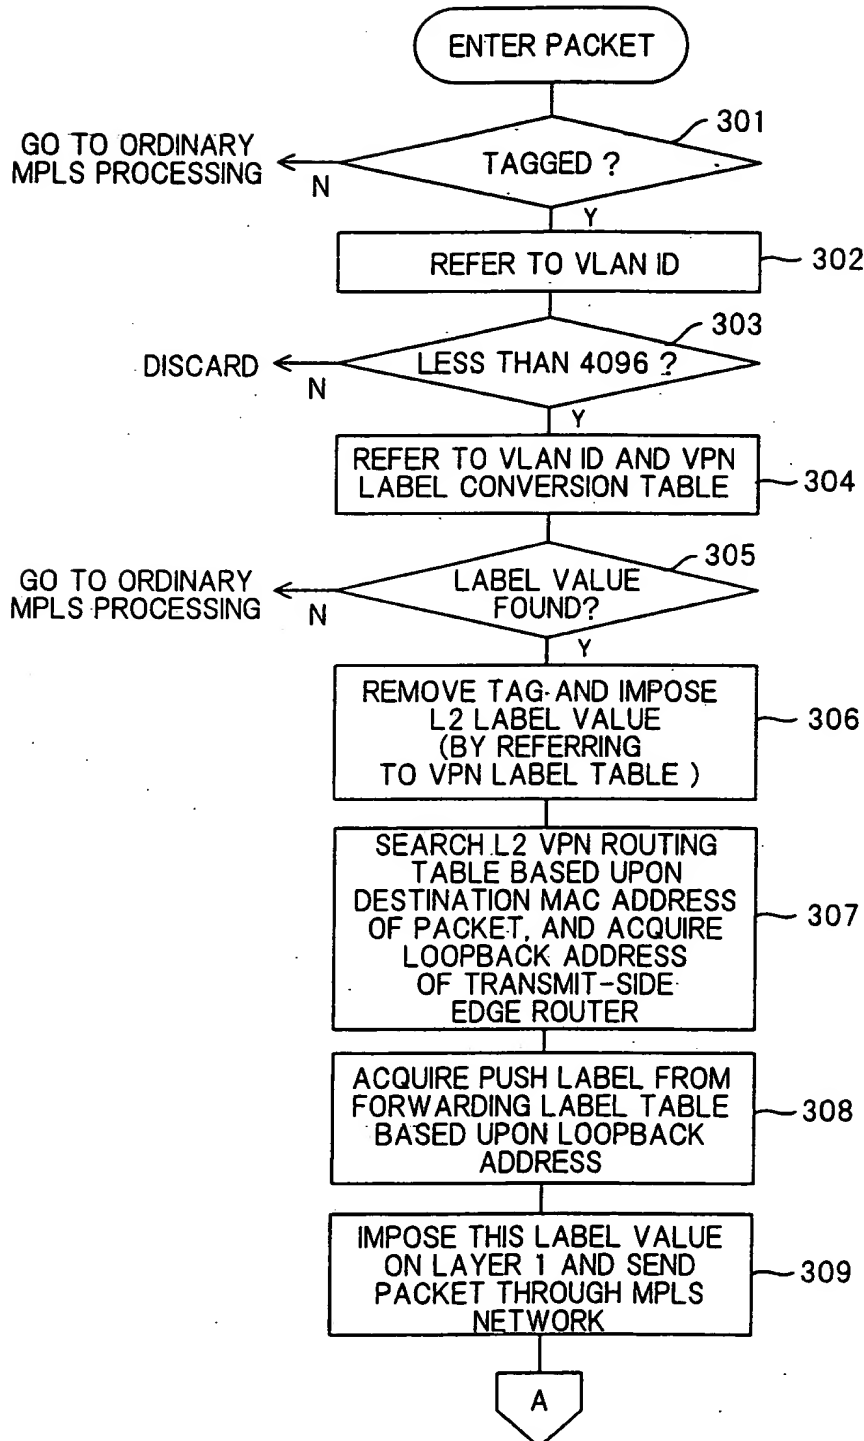 ENTER PACKET
301
TAGGED ?
GO TO ORDINARY
MPLS PROCESSING
N
Y
REFER TO VLAN ID
302
303
LESS THAN 4096 ?
DISCARD
N
Y
REFER TO VLAN ID AND VPN
LABEL CONVERSION TABLE
304
305
LABEL VALUE
FOUND?
GO TO ORDINARY
MPLS PROCESSING
N
Y
REMOVE TAG AND IMPOSE
L2 LABEL VALUE
(BY REFERRING
TO VPN LABEL TABLE )
306
SEARCH L2 VPN ROUTING
TABLE BASED UPON
DESTINATION MAC ADDRESS
OF PACKET, AND ACQUIRE
LOOPBACK ADDRESS
OF TRANSMIT-SIDE
EDGE ROUTER
307
ACQUIRE PUSH LABEL FROM
FORWARDING LABEL TABLE
BASED UPON LOOPBACK
ADDRESS
308
IMPOSE THIS LABEL VALUE
ON LAYER 1 AND SEND
PACKET THROUGH MPLS
NETWORK
309
A